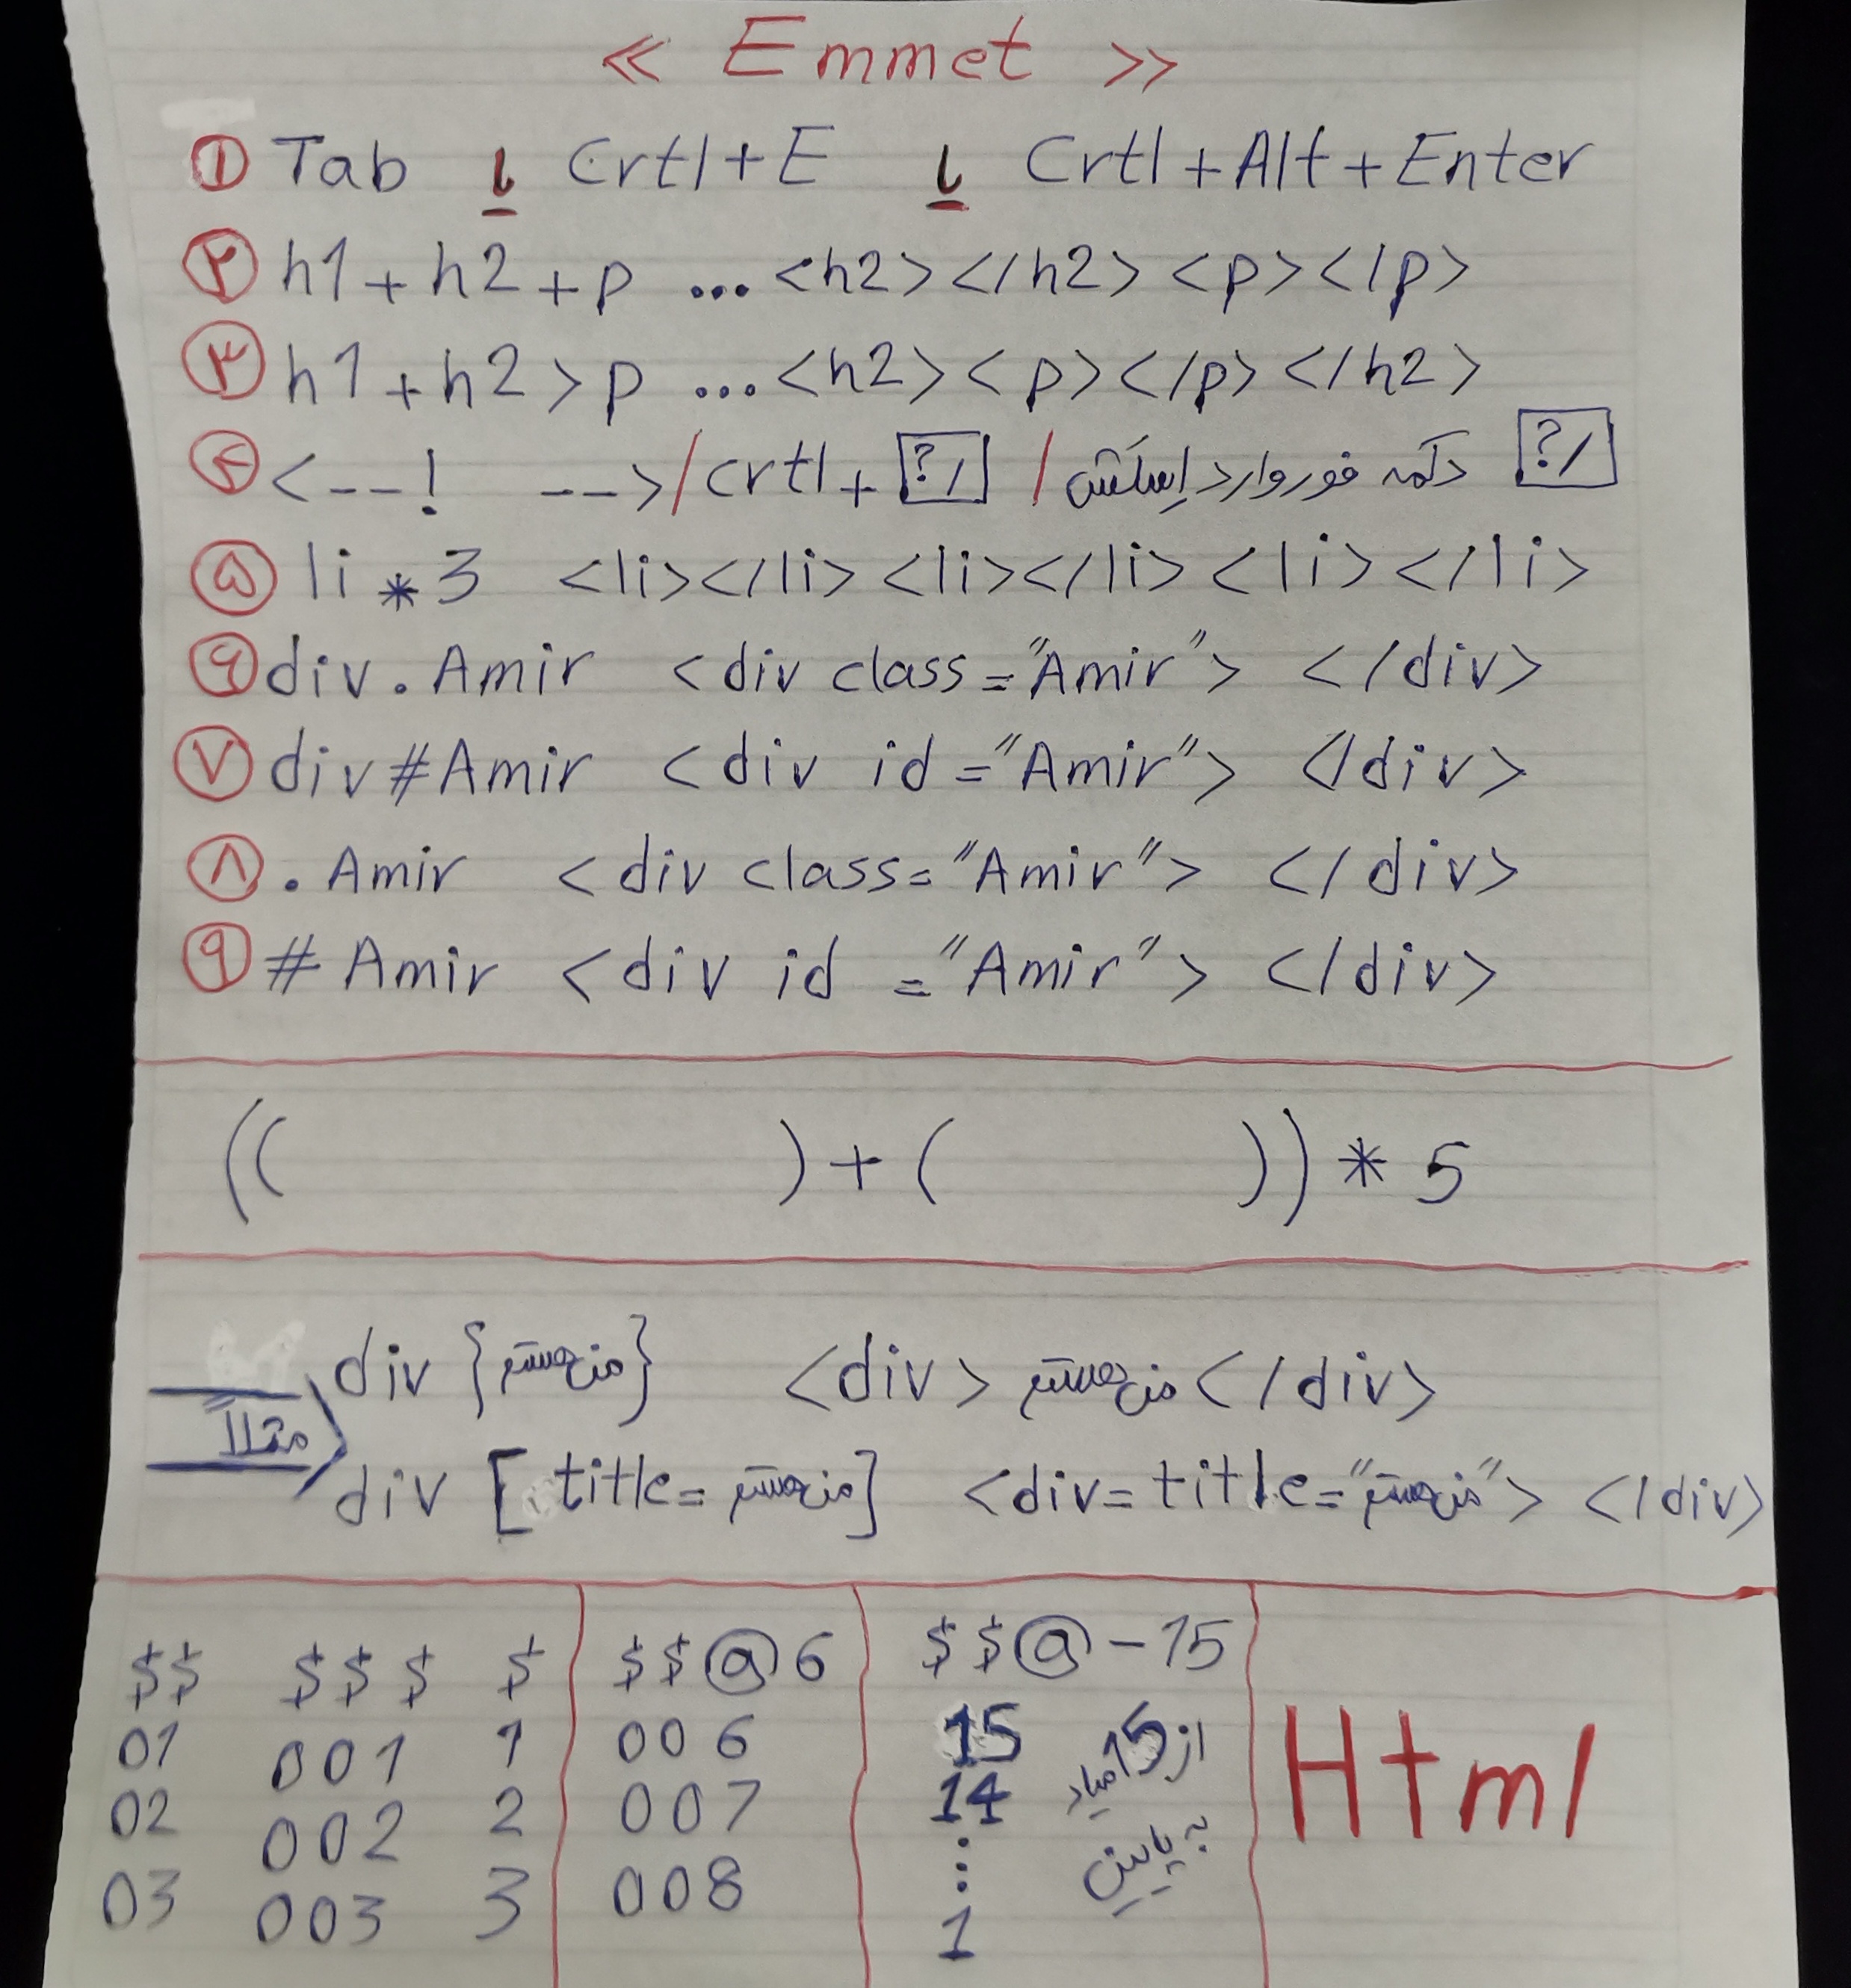 « Emmet »
① Tab یا Crtl+E یا Crtl+Alt+Enter
② h1+h2+p ...<h2></h2><p></p>
③ h1+h2>p ...<h2><p></p></h2>
④ <--! -->/crtl+ ?/ / دکمه فوروارد اِسلَش ?/
⑤ li*3 <li></li><li></li><li></li>
⑥ div.Amir <div class="Amir"> </div>
⑦ div#Amir <div id="Amir"> </div>
⑧ .Amir <div class="Amir"> </div>
⑨ #Amir <div id="Amir"> </div>
(( )+( ))*5
مثلاً
div {من هستم} <div>من هستم</div>
div [title=من هستم] <div=title="من هستم"> </div>
$$ $$$ $
01 001 1
02 002 2
03 003 3
$$@6
006
007
008
$$@-15
15
14
⋮
1
از 15 میاد
به پایین
Html